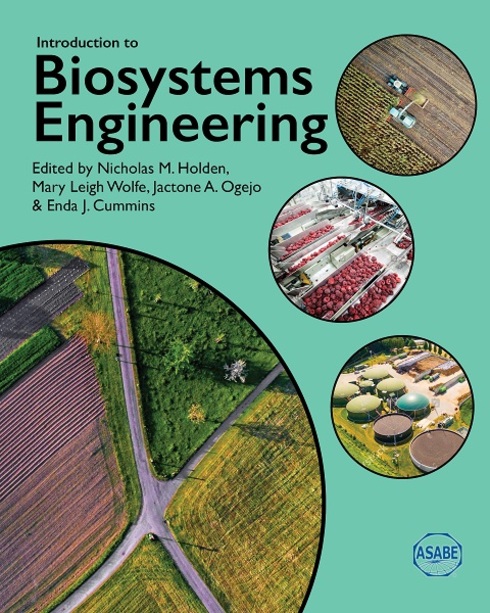 Introduction to
Biosystems
Engineering
Edited by Nicholas M. Holden,
Mary Leigh Wolfe, Jactone A. Ogejo
& Enda J. Cummins
ASABE